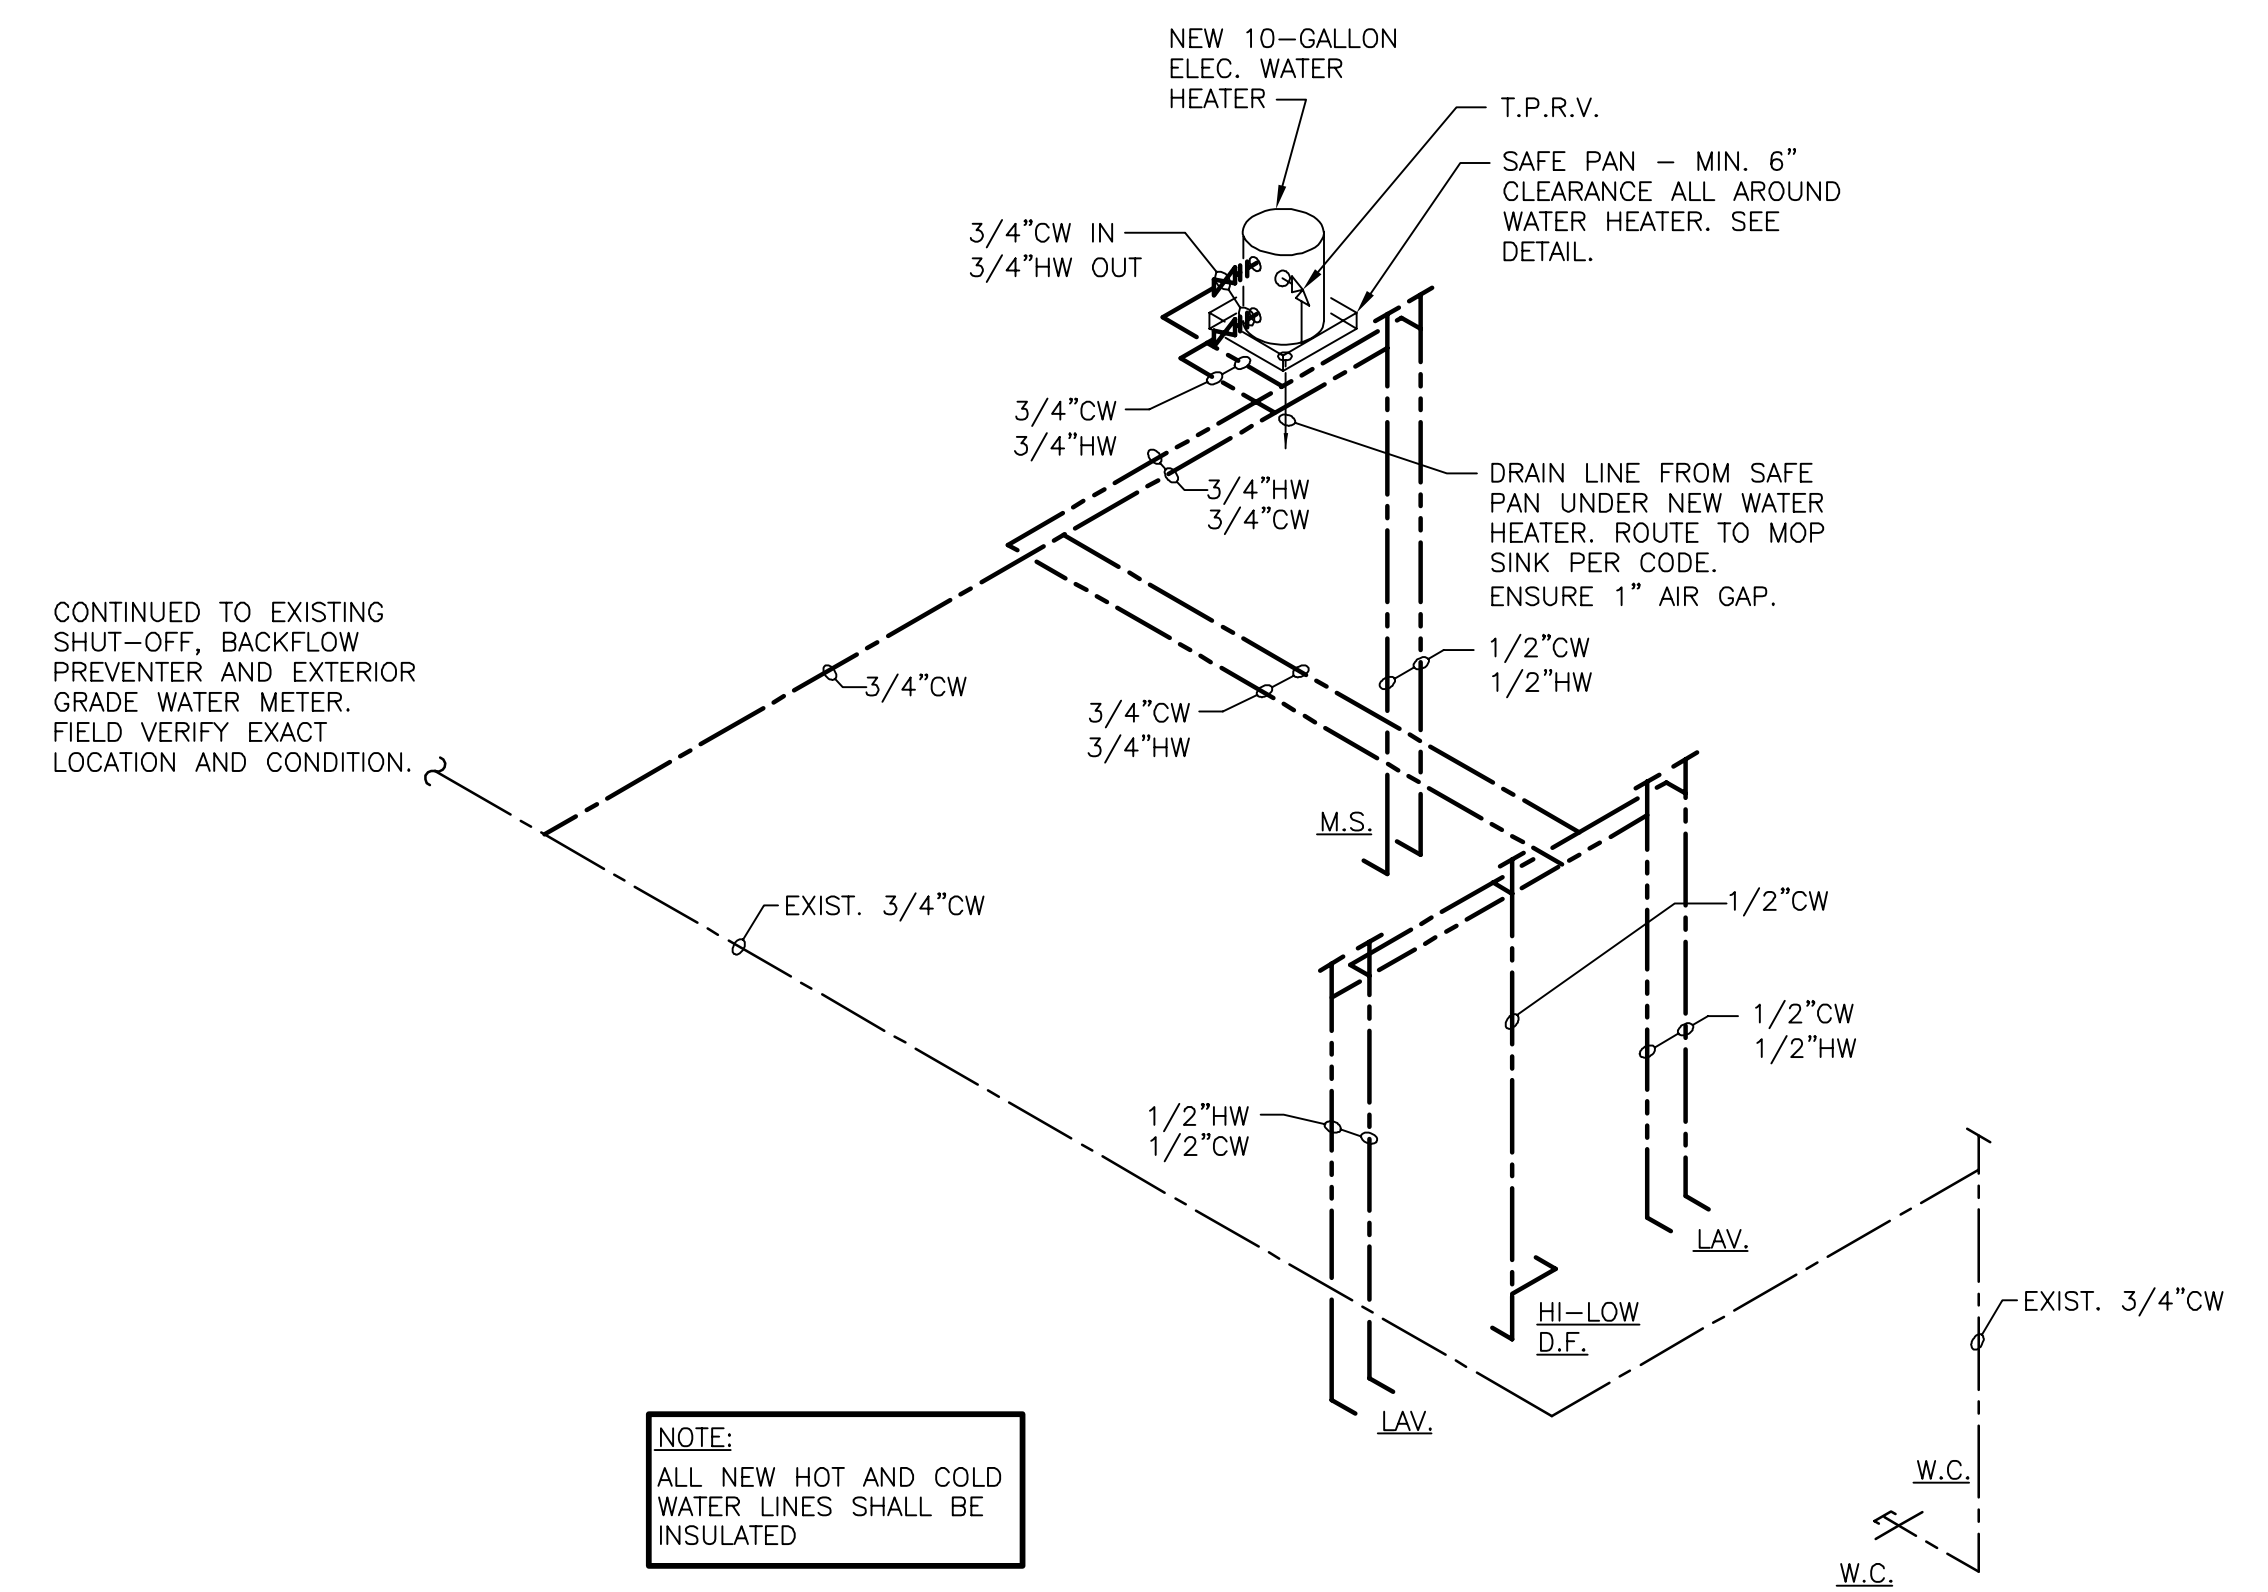 NEW 10-GALLON
ELEC. WATER
HEATER
T.P.R.V.
SAFE PAN - MIN. 6"
CLEARANCE ALL AROUND
WATER HEATER. SEE
DETAIL.
3/4"CW IN
3/4"HW OUT
3/4"CW
3/4"HW
3/4"HW
3/4"CW
DRAIN LINE FROM SAFE
PAN UNDER NEW WATER
HEATER. ROUTE TO MOP
SINK PER CODE.
ENSURE 1" AIR GAP.
CONTINUED TO EXISTING
SHUT-OFF, BACKFLOW
PREVENTER AND EXTERIOR
GRADE WATER METER.
FIELD VERIFY EXACT
LOCATION AND CONDITION.
3/4"CW
1/2"CW
1/2"HW
3/4"CW
3/4"HW
M.S.
EXIST. 3/4"CW
1/2"CW
1/2"CW
1/2"HW
1/2"HW
1/2"CW
LAV.
HI-LOW
D.F.
EXIST. 3/4"CW
LAV.
W.C.
W.C.
NOTE:
ALL NEW HOT AND COLD
WATER LINES SHALL BE
INSULATED